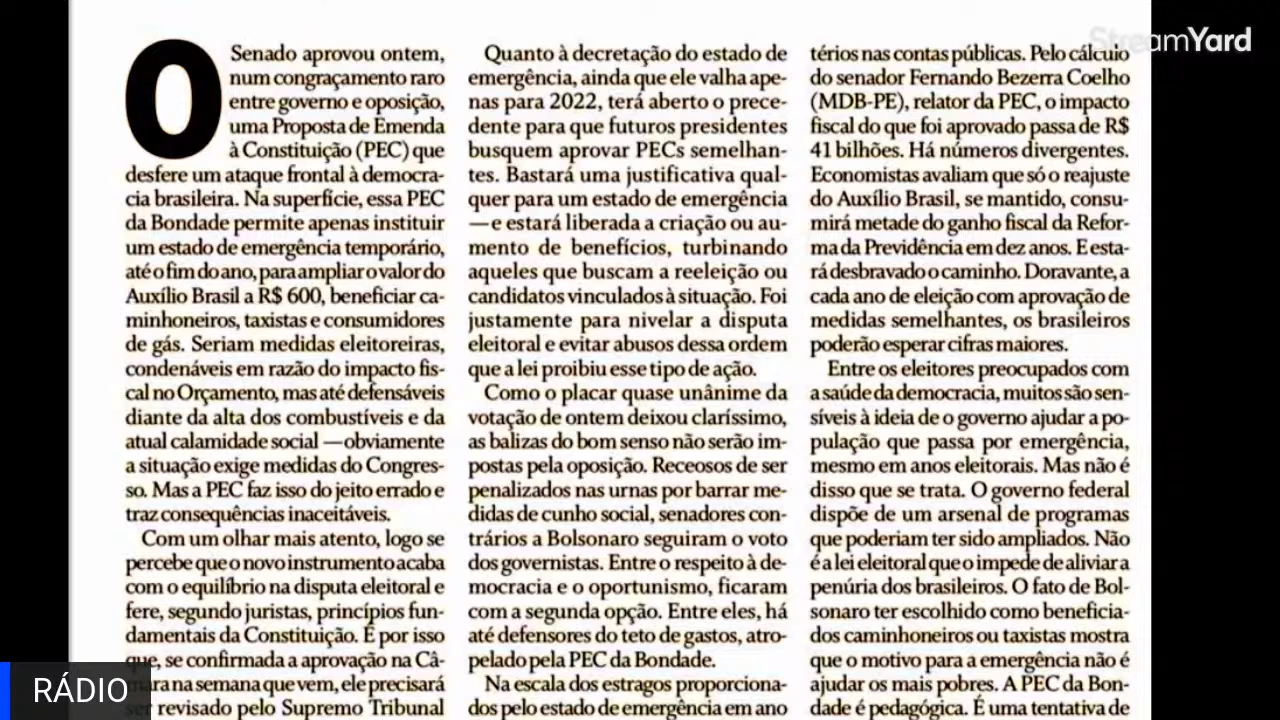 StreamYard
O Senado aprovou ontem,
num congraçamento raro
entre governo e oposição,
uma Proposta de Emenda
à Constituição (PEC) que
desfere um ataque frontal à democra-
cia brasileira. Na superfície, essa PEC
da Bondade permite apenas instituir
um estado de emergência temporário,
até o fim do ano, para ampliar o valor do
Auxílio Brasil a R$ 600, beneficiar ca-
minhoneiros, taxistas e consumidores
de gás. Seriam medidas eleitoreiras,
condenáveis em razão do impacto fis-
cal no Orçamento, mas até defensáveis
diante da alta dos combustíveis e da
atual calamidade social —obviamente
a situação exige medidas do Congres-
so. Mas a PEC faz isso do jeito errado e
traz consequências inaceitáveis.
Com um olhar mais atento, logo se
percebe que o novo instrumento acaba
com o equilíbrio na disputa eleitoral e
fere, segundo juristas, princípios fun-
damentais da Constituição. É por isso
que, se confirmada a aprovação na Câ-
mara na semana que vem, ele precisará
ser revisado pelo Supremo Tribunal
Quanto à decretação do estado de
emergência, ainda que ele valha ape-
nas para 2022, terá aberto o prece-
dente para que futuros presidentes
busquem aprovar PECs semelhan-
tes. Bastará uma justificativa qual-
quer para um estado de emergência
—e estará liberada a criação ou au-
mento de benefícios, turbinando
aqueles que buscam a reeleição ou
candidatos vinculados à situação. Foi
justamente para nivelar a disputa
eleitoral e evitar abusos dessa ordem
que a lei proibiu esse tipo de ação.
Como o placar quase unânime da
votação de ontem deixou claríssimo,
as balizas do bom senso não serão im-
postas pela oposição. Receosos de ser
penalizados nas urnas por barrar me-
didas de cunho social, senadores con-
trários a Bolsonaro seguiram o voto
dos governistas. Entre o respeito à de-
mocracia e o oportunismo, ficaram
com a segunda opção. Entre eles, há
até defensores do teto de gastos, atro-
pelado pela PEC da Bondade.
Na escala dos estragos proporciona-
dos pelo estado de emergência em ano
térios nas contas públicas. Pelo cálculo
do senador Fernando Bezerra Coelho
(MDB-PE), relator da PEC, o impacto
fiscal do que foi aprovado passa de R$
41 bilhões. Há números divergentes.
Economistas avaliam que só o reajuste
do Auxílio Brasil, se mantido, consu-
mirá metade do ganho fiscal da Refor-
ma da Previdência em dez anos. E esta-
rá desbravado o caminho. Doravante, a
cada ano de eleição com aprovação de
medidas semelhantes, os brasileiros
poderão esperar cifras maiores.
Entre os eleitores preocupados com
a saúde da democracia, muitos são sen-
síveis à ideia de o governo ajudar a po-
pulação que passa por emergência,
mesmo em anos eleitorais. Mas não é
disso que se trata. O governo federal
dispõe de um arsenal de programas
que poderiam ter sido ampliados. Não
é a lei eleitoral que o impede de aliviar a
penúria dos brasileiros. O fato de Bol-
sonaro ter escolhido como beneficia-
dos caminhoneiros ou taxistas mostra
que o motivo para a emergência não é
ajudar os mais pobres. A PEC da Bon-
dade é pedagógica. É uma tentativa de
RÁDIO